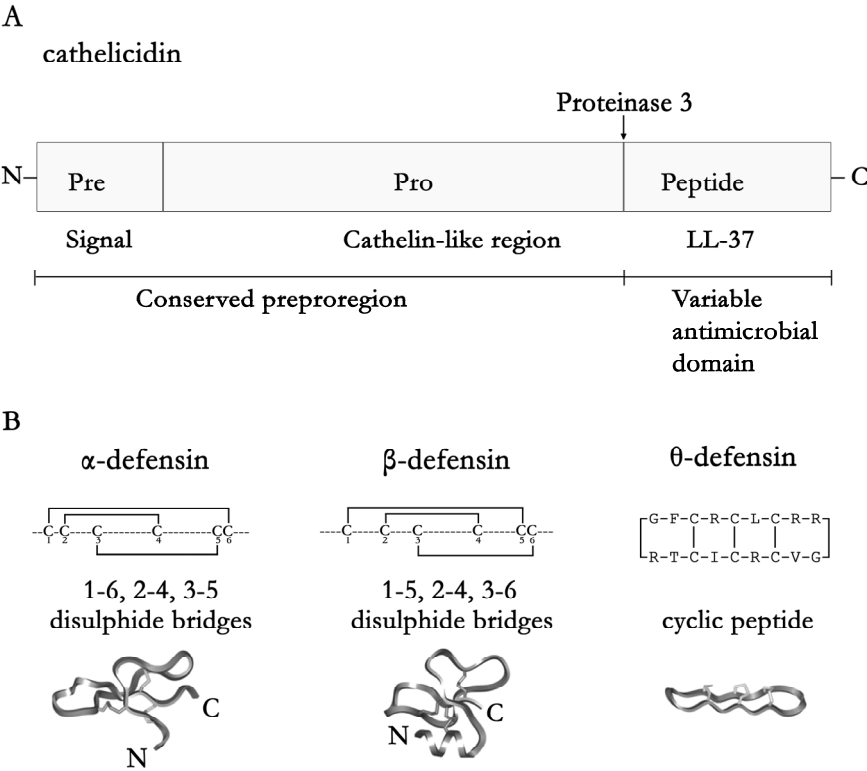 A
cathelicidin
Proteinase 3
N
Pre
Pro
Peptide
C
Signal
Cathelin-like region
LL-37
Conserved preproregion
Variable
antimicrobial
domain
B
α-defensin
β-defensin
θ-defensin
C C C C C C
1 2 3 4 5 6
C C C C C C
1 2 3 4 5 6
G-F-C-R-C-L-C-R-R
R-T-C-I-C-R-C-V-G
1-6, 2-4, 3-5
disulphide bridges
1-5, 2-4, 3-6
disulphide bridges
cyclic peptide
C
N
C
N